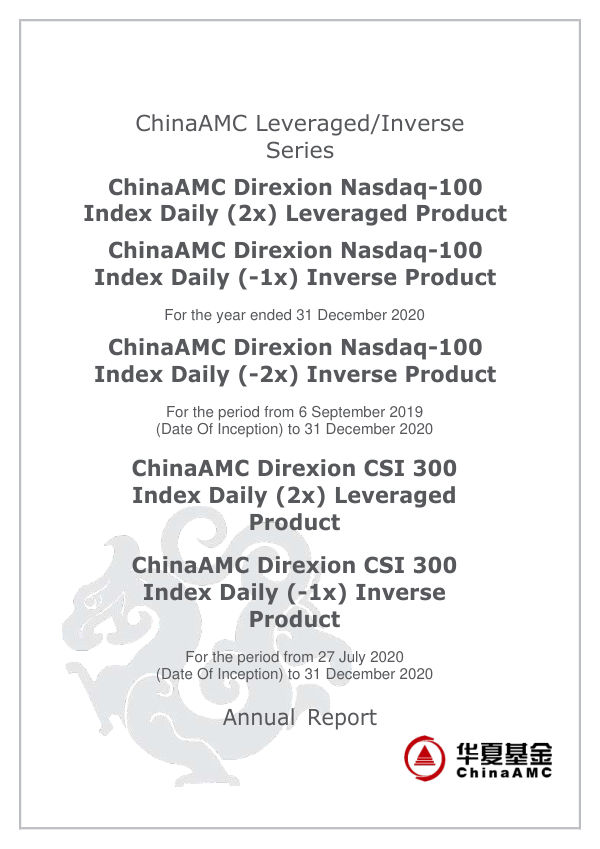 ChinaAMC Leveraged/Inverse
Series
ChinaAMC Direxion Nasdaq-100
Index Daily (2x) Leveraged Product
ChinaAMC Direxion Nasdaq-100
Index Daily (-1x) Inverse Product
For the year ended 31 December 2020
ChinaAMC Direxion Nasdaq-100
Index Daily (-2x) Inverse Product
For the period from 6 September 2019
(Date Of Inception) to 31 December 2020
ChinaAMC Direxion CSI 300
Index Daily (2x) Leveraged
Product
ChinaAMC Direxion CSI 300
Index Daily (-1x) Inverse
Product
For the period from 27 July 2020
(Date Of Inception) to 31 December 2020
Annual Report
华夏基金
ChinaAMC